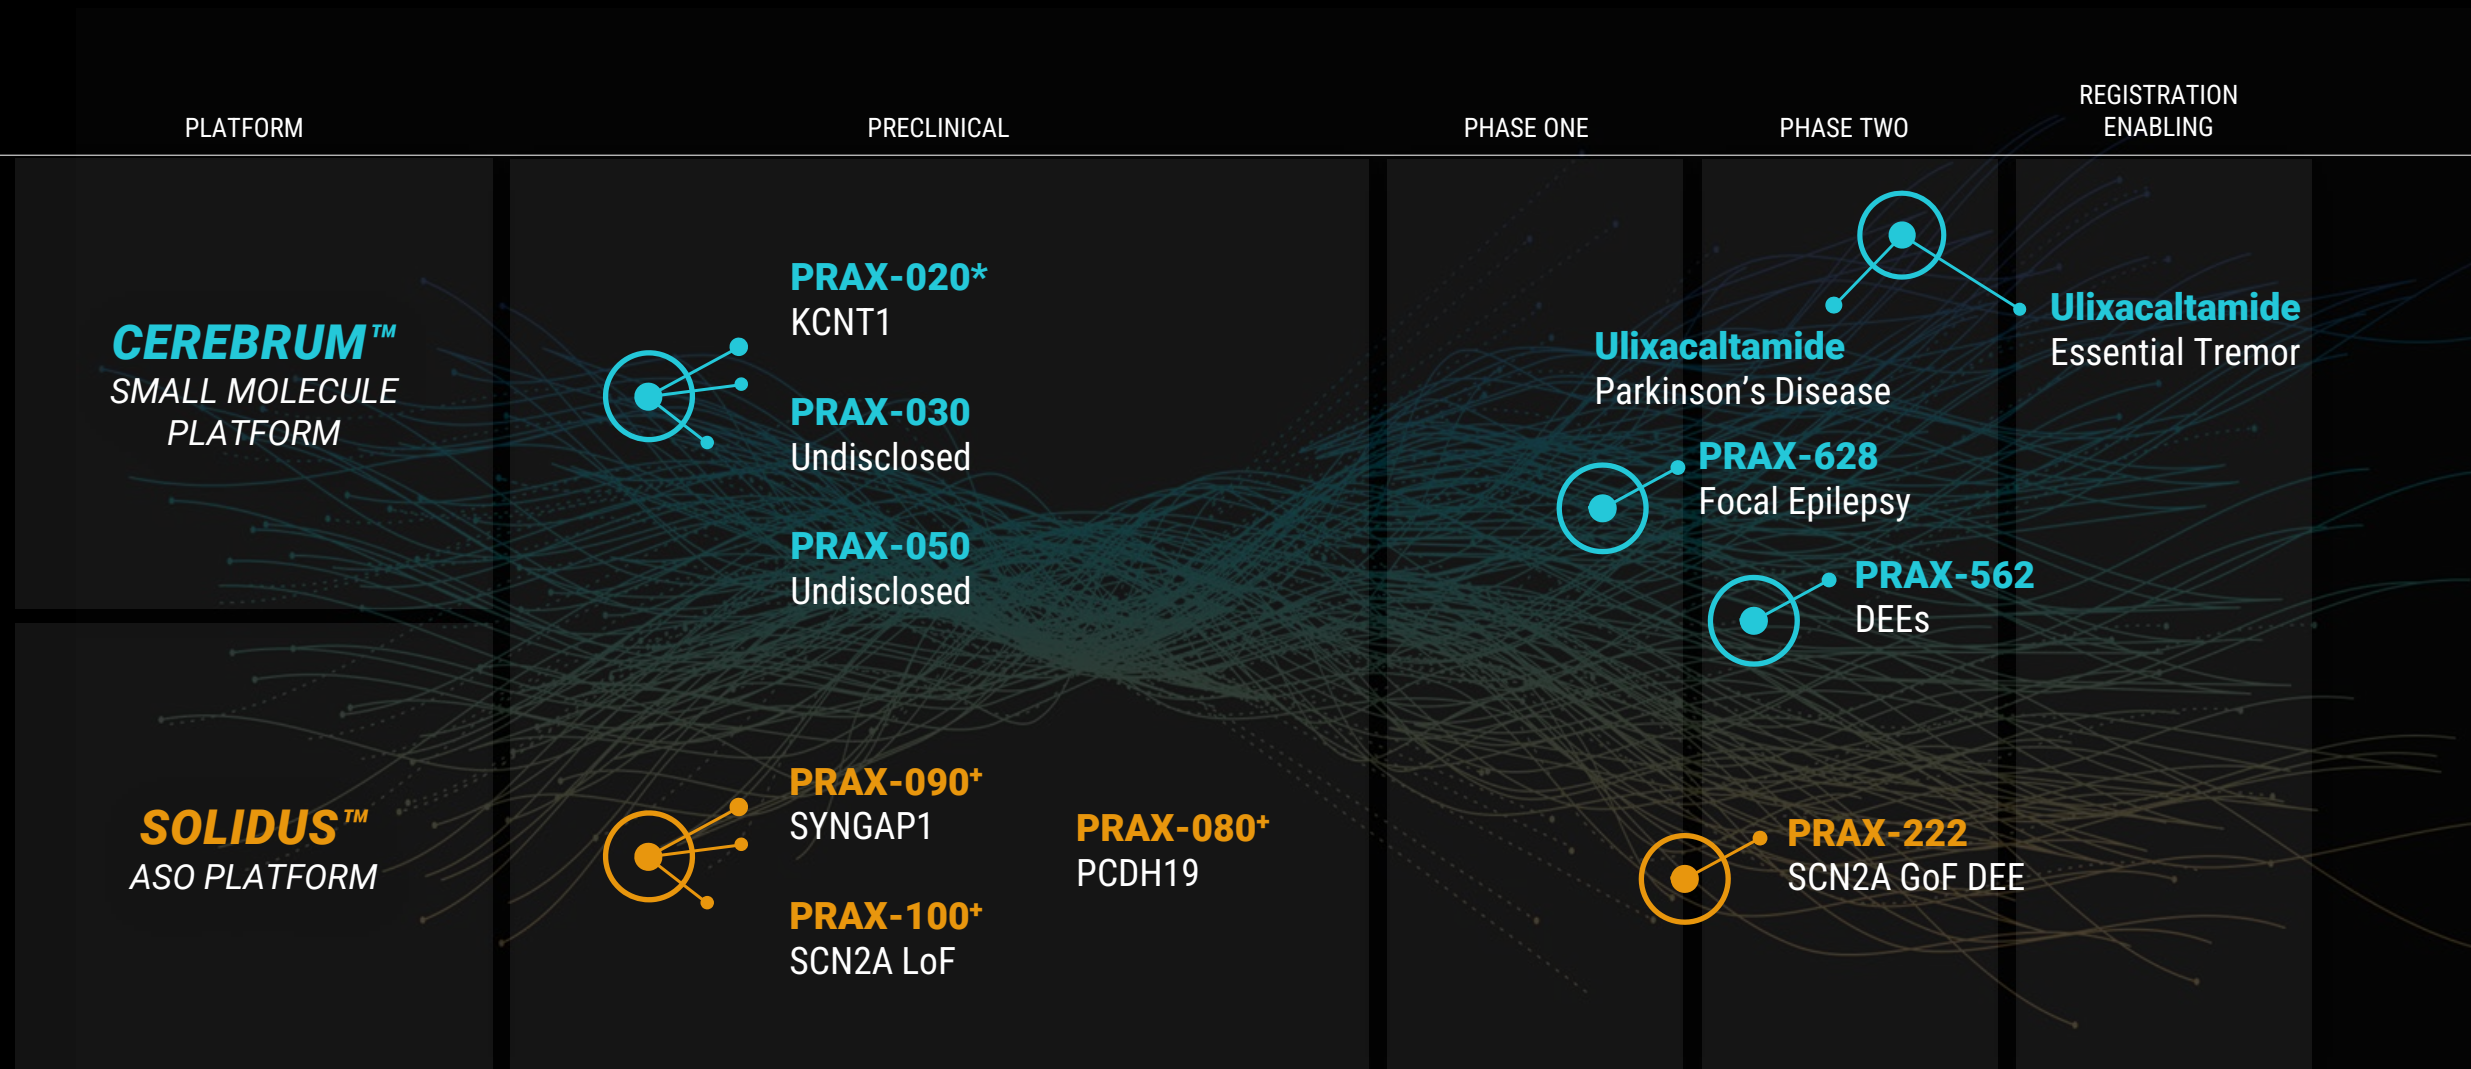 PLATFORM
PRECLINICAL
PHASE ONE
PHASE TWO
REGISTRATION
ENABLING
CEREBRUM™
SMALL MOLECULE
PLATFORM
PRAX-020*
KCNT1
PRAX-030
Undisclosed
PRAX-050
Undisclosed
Ulixacaltamide
Parkinson’s Disease
Ulixacaltamide
Essential Tremor
PRAX-628
Focal Epilepsy
PRAX-562
DEEs
SOLIDUS™
ASO PLATFORM
PRAX-090+
SYNGAP1
PRAX-100+
SCN2A LoF
PRAX-080+
PCDH19
PRAX-222
SCN2A GoF DEE